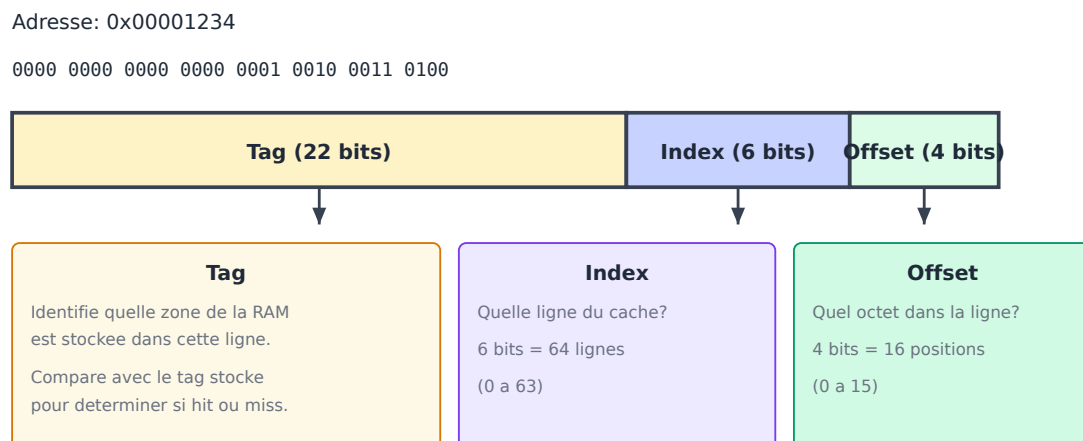 Adresse: 0x00001234
0000 0000 0000 0000 0001 0010 0011 0100
Tag (22 bits)
Index (6 bits)
Offset (4 bits)
Tag
Identifie quelle zone de la RAM
est stockee dans cette ligne.
Compare avec le tag stocke
pour determiner si hit ou miss.
Index
Quelle ligne du cache?
6 bits = 64 lignes
(0 a 63)
Offset
Quel octet dans la ligne?
4 bits = 16 positions
(0 a 15)